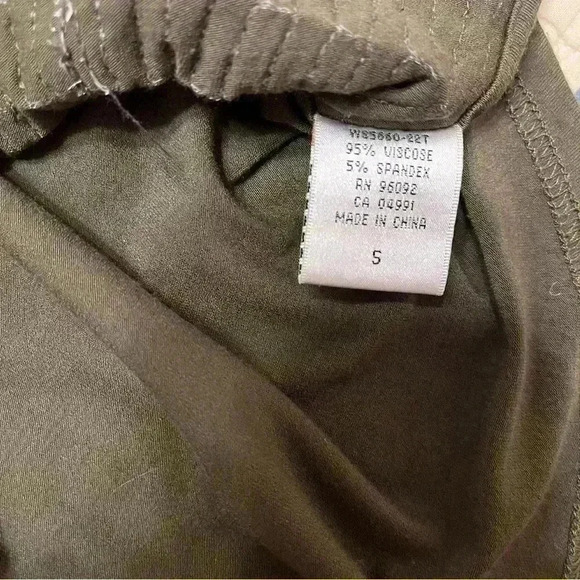 WS5660-22T
95% VISCOSE
5% SPANDEX
RN 96092
CA 04991
MADE IN CHINA
S